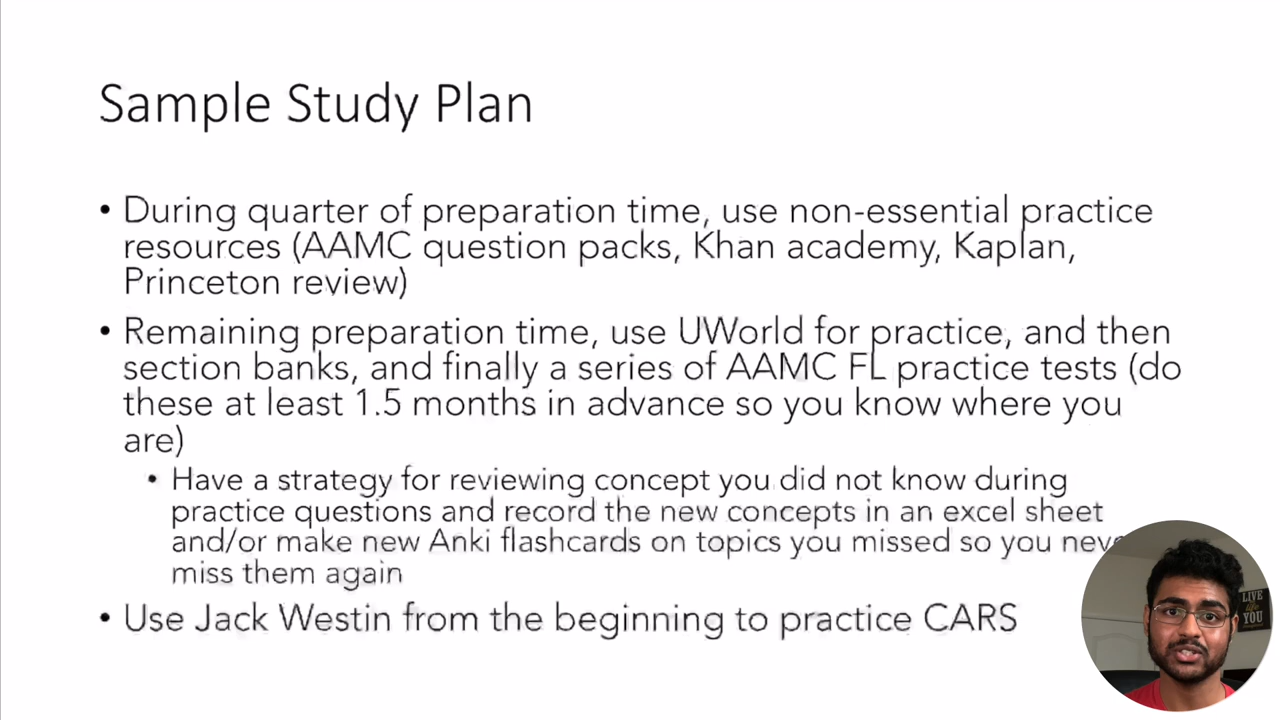 Sample Study Plan
• During quarter of preparation time, use non-essential practice
resources (AAMC question packs, Khan academy, Kaplan,
Princeton review)
• Remaining preparation time, use UWorld for practice, and then
section banks, and finally a series of AAMC FL practice tests (do
these at least 1.5 months in advance so you know where you
are)
• Have a strategy for reviewing concept you did not know during
practice questions and record the new concepts in an excel sheet
and/or make new Anki flashcards on topics you missed so you
miss them again
• Use Jack Westin from the beginning to practice CARS
LIVE
YOU